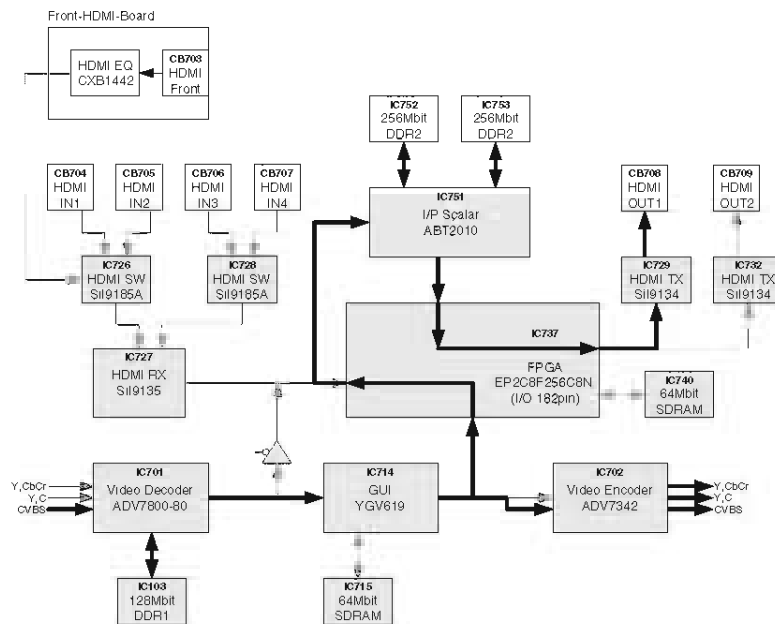 Front-HDMI-Board
HDMI EQ
CXB1442
CB703
HDMI
Front
IC752
256Mbit
DDR2
IC753
256Mbit
DDR2
CB704
HDMI
IN1
CB705
HDMI
IN2
CB706
HDMI
IN3
CB707
HDMI
IN4
IC751
I/P Scalar
ABT2010
CB708
HDMI
OUT1
CB709
HDMI
OUT2
IC726
HDMI SW
SiI9185A
IC728
HDMI SW
SiI9185A
IC729
HDMI TX
SiI9134
IC732
HDMI TX
SiI9134
IC727
HDMI RX
SiI9135
IC737
FPGA
EP2C8F256C8N
(I/O 182pin)
IC740
64Mbit
SDRAM
Y,CbCr
Y,C
CVBS
IC701
Video Decoder
ADV7800-80
IC714
GUI
YGV619
IC702
Video Encoder
ADV7342
Y,CbCr
Y,C
CVBS
IC103
128Mbit
DDR1
IC715
64Mbit
SDRAM